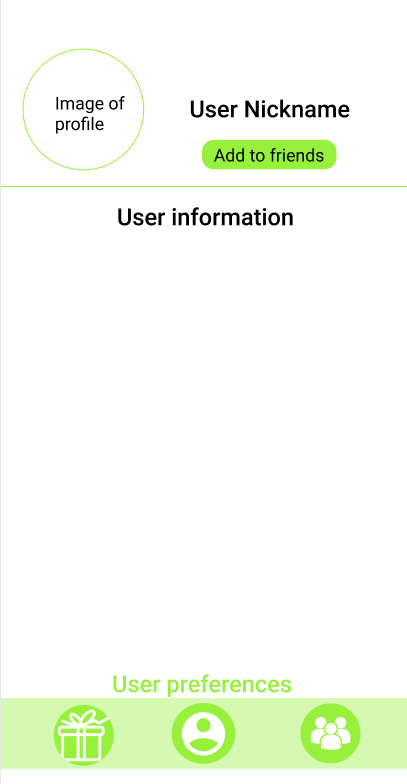 Image of
profile
User Nickname
Add to friends
User information
User preferences